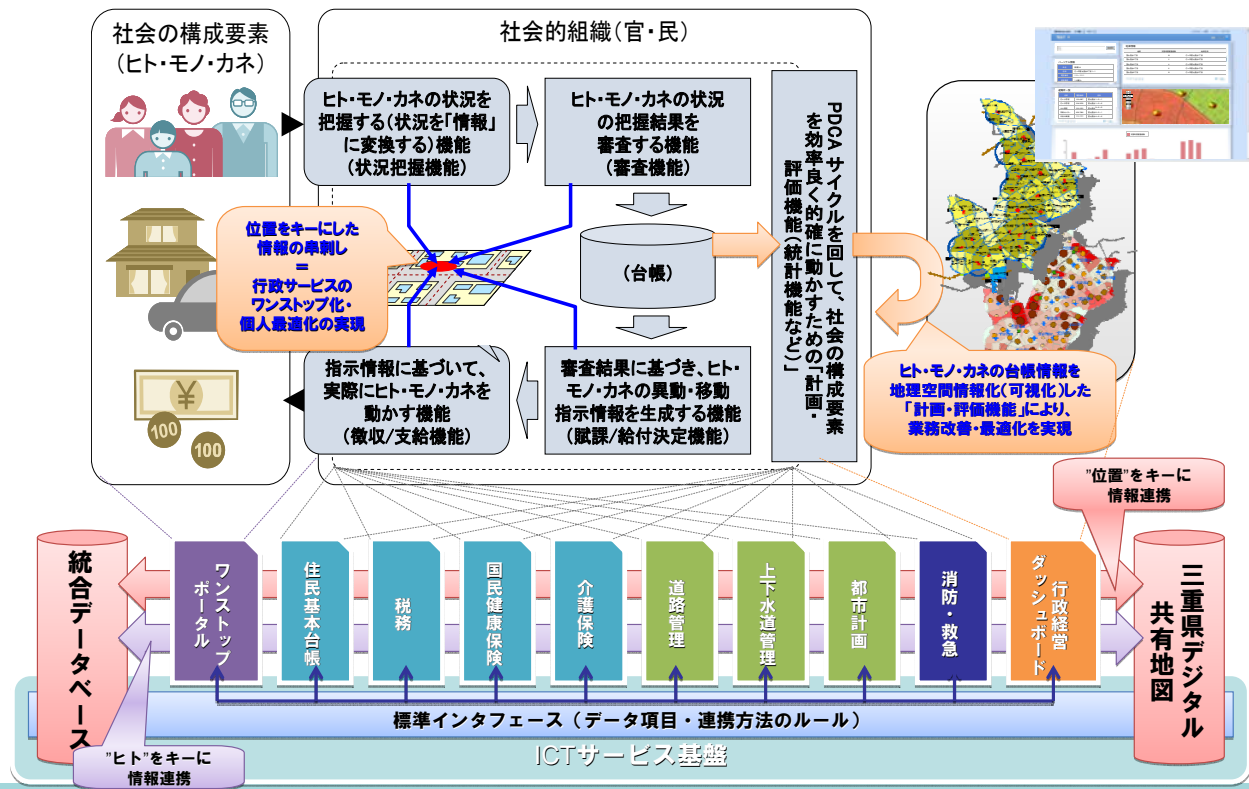 社会の構成要素
(ヒト・モノ・カネ)
社会的組織(官・民)
ヒト・モノ・カネの状況を
把握する(状況を「情報」
に変換する)機能
(状況把握機能)
ヒト・モノ・カネの状況
の把握結果を
審査する機能
(審査機能)
PDCA サイクルを回して、社会の構成要素
を効率良く的確に動かすための「計画・
評価機能(統計機能など)」
位置をキーにした
情報の串刺し
＝
行政サービスの
ワンストップ化・
個人最適化の実現
(台帳)
指示情報に基づいて、
実際にヒト・モノ・カネを
動かす機能
(徴収/支給機能)
審査結果に基づき、ヒト・
モノ・カネの異動・移動
指示情報を生成する機能
(賦課/給付決定機能)
¥
100
100
ヒト・モノ・カネの台帳情報を
地理空間情報化(可視化)した
「計画・評価機能」により、
業務改善・最適化を実現
"位置"をキーに
情報連携
統合データベース
ワンストップ
ポータル
住民基本台帳
税務
国民健康保険
介護保険
道路管理
上下水道管理
都市計画
消防・救急
行政経営
ダッシュボード
三重県デジタル
共有地図
標準インタフェース(データ項目・連携方法のルール)
ICTサービス基盤
"ヒト"をキーに
情報連携